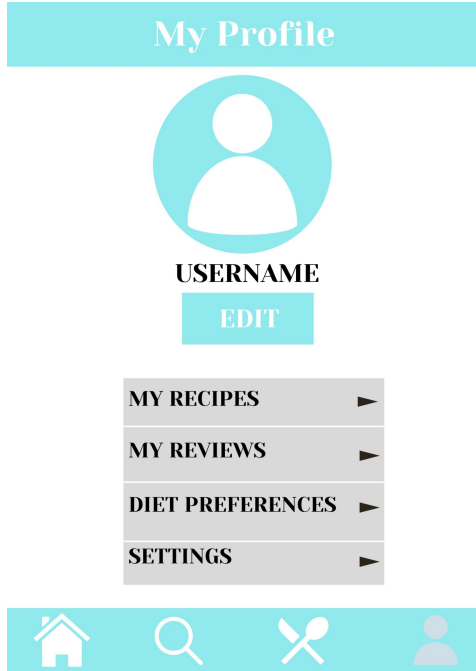 My Profile
USERNAME
EDIT
MY RECIPES
MY REVIEWS
DIET PREFERENCES
SETTINGS